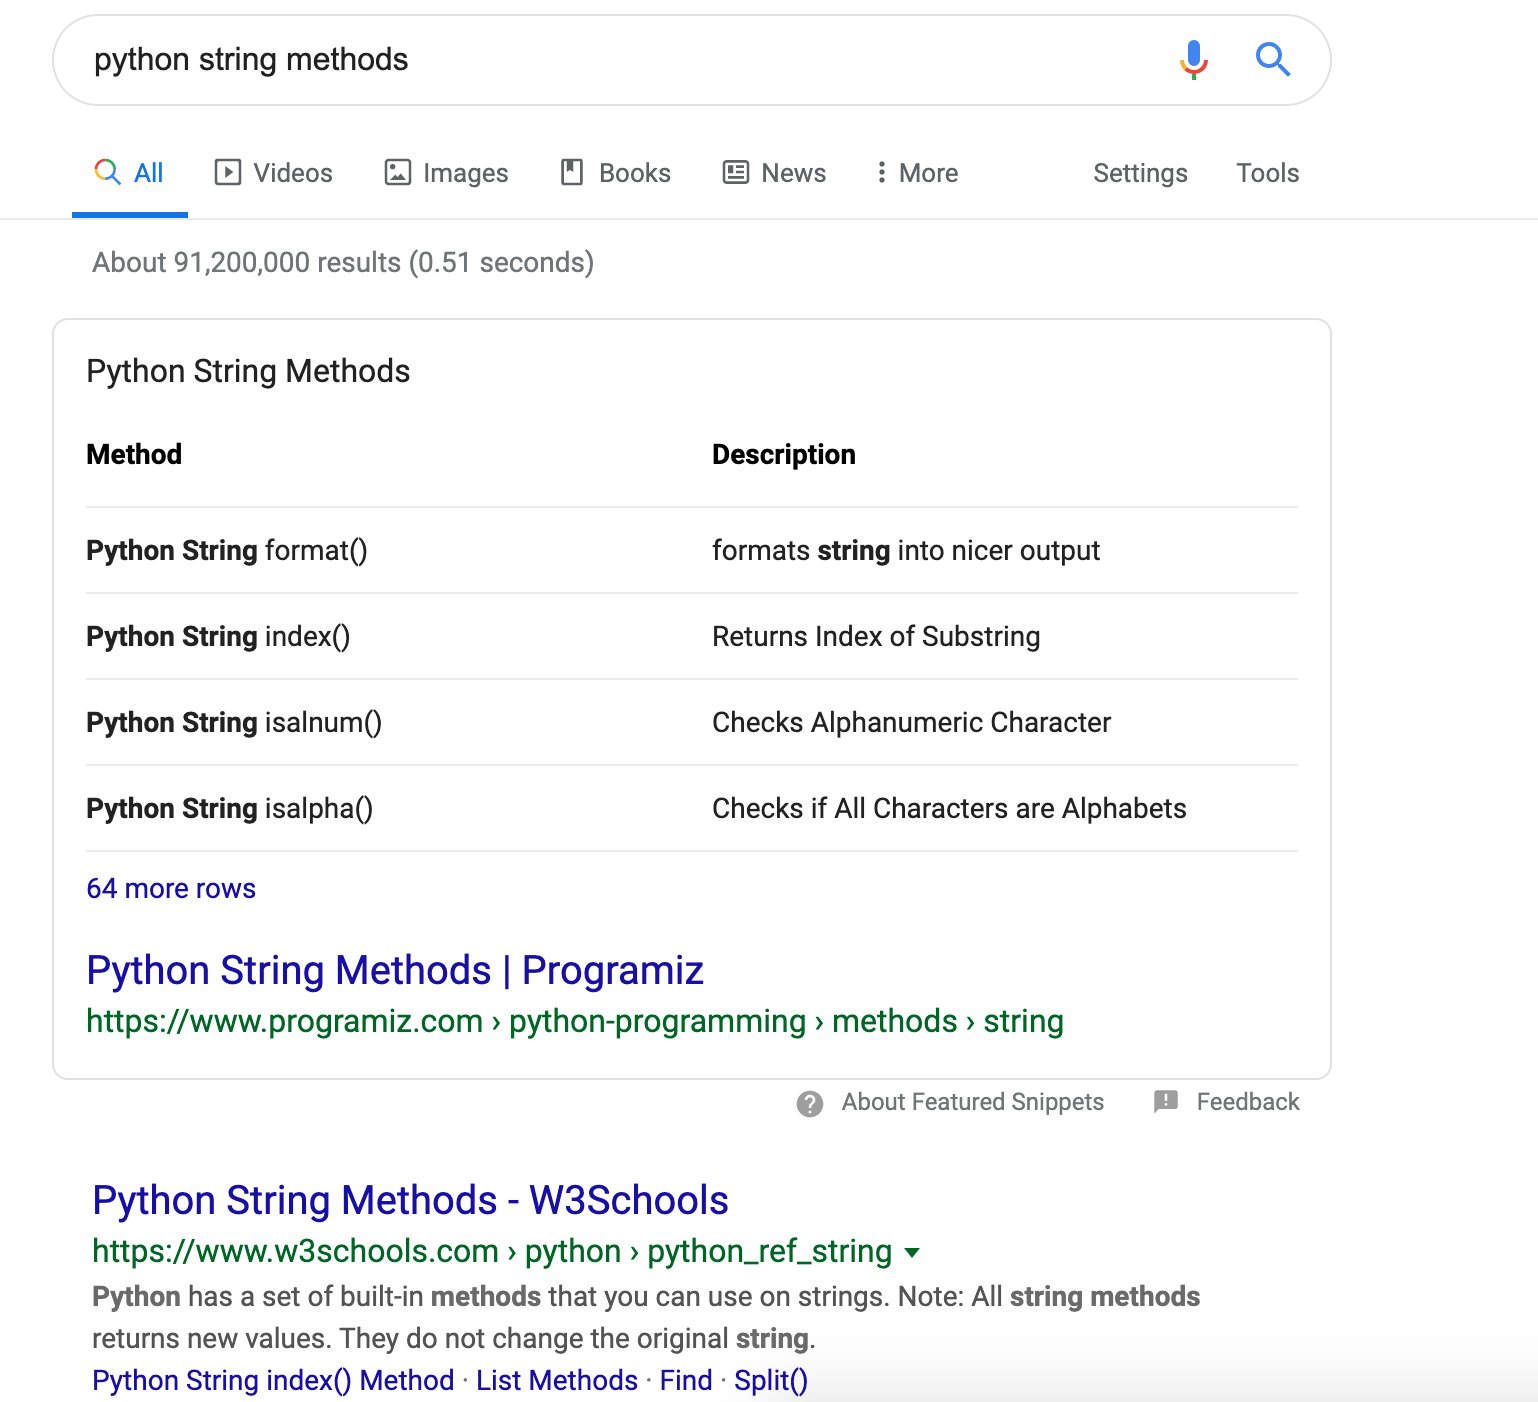 python string methods
All Videos Images Books News More Settings Tools
About 91,200,000 results (0.51 seconds)
Python String Methods
Method Description
Python String format() formats string into nicer output
Python String index() Returns Index of Substring
Python String isalnum() Checks Alphanumeric Character
Python String isalpha() Checks if All Characters are Alphabets
64 more rows
Python String Methods | Programiz
https://www.programiz.com › python-programming › methods › string
About Featured Snippets Feedback
Python String Methods - W3Schools
https://www.w3schools.com › python › python_ref_string
Python has a set of built-in methods that you can use on strings. Note: All string methods
returns new values. They do not change the original string.
Python String index() Method · List Methods · Find · Split()